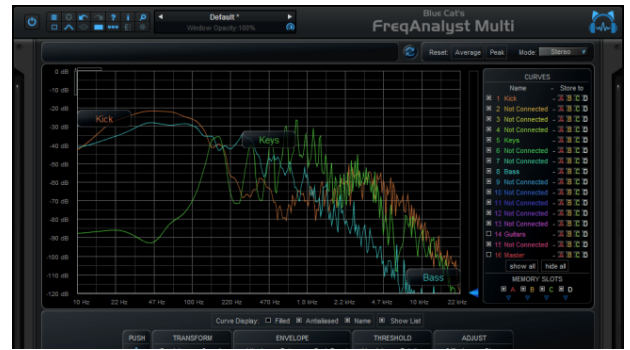 Default *
Window Opacity: 100%
Blue Cat's
FreqAnalyst Multi
Reset: Average Peak Mode: Stereo
0 dB
-10 dB
-20 dB
-30 dB
-40 dB
-50 dB
-60 dB
-70 dB
-80 dB
-90 dB
-100 dB
-110 dB
-120 dB
10 Hz 22 Hz 47 Hz 100 Hz 220 Hz 470 Hz 1.0 kHz 2.2 kHz 4.7 kHz 10 kHz 22 kHz
Kick
Keys
Bass
CURVES
Name - Store to
1 Kick - A B C D
2 Not Connected - A B C D
3 Not Connected - A B C D
4 Not Connected - A B C D
5 Keys - A B C D
6 Not Connected - A B C D
7 Not Connected - A B C D
8 Bass - A B C D
9 Not Connected - A B C D
10 Not Connected - A B C D
11 Not Connected - A B C D
12 Not Connected - A B C D
13 Not Connected - A B C D
14 Guitars - A B C D
15 Not Connected - A B C D
16 Master - A B C D
show all hide all
MEMORY SLOTS
A B C D
Curve Display: Filled Antialiased Name Show List
PUSH TRANSFORM ENVELOPE THRESHOLD ADJUST